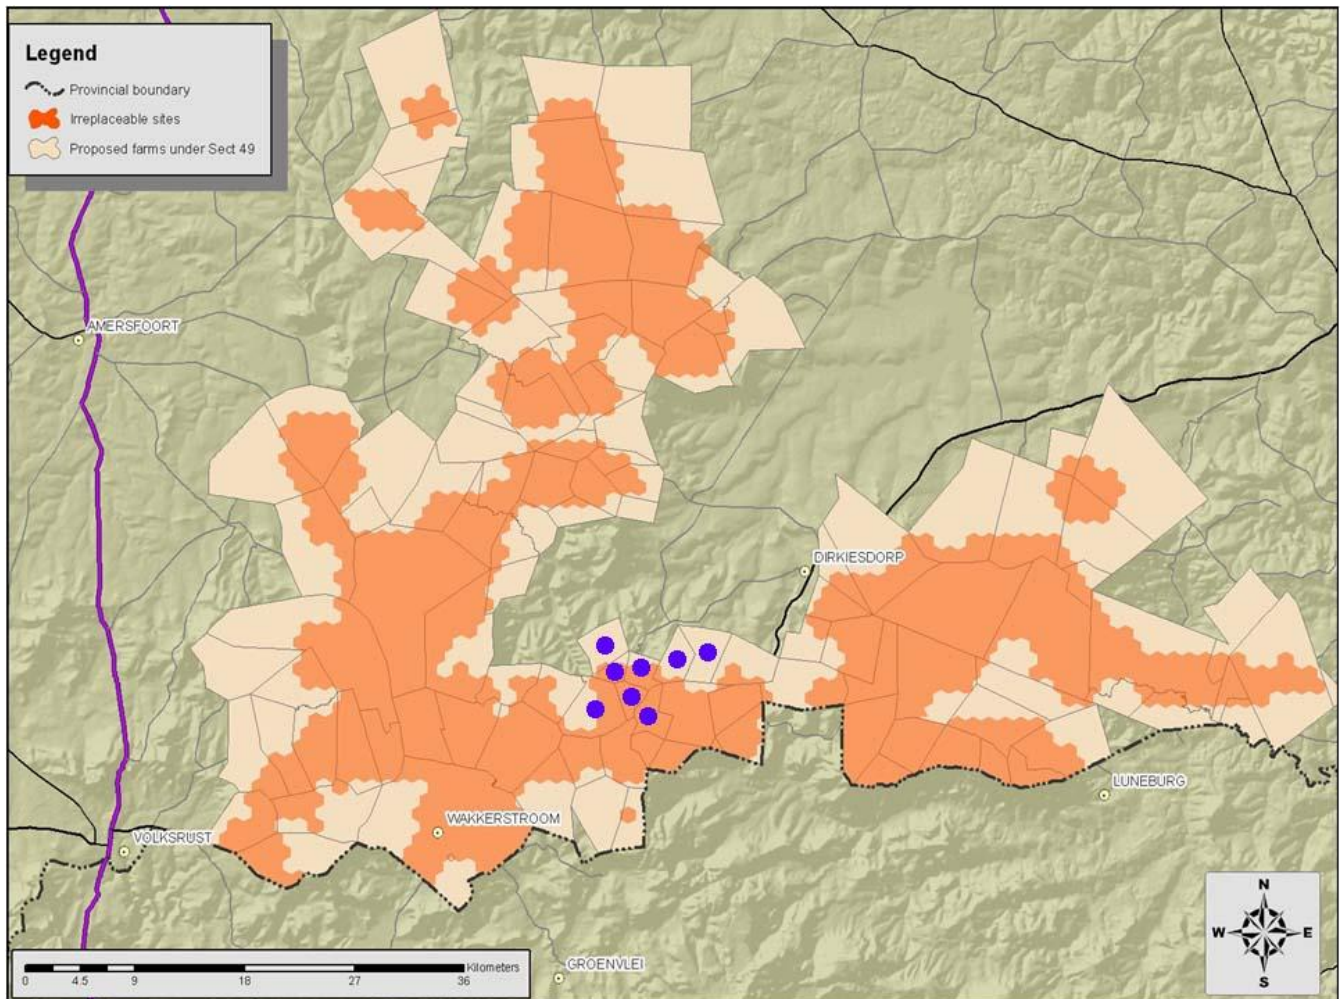 Legend
Provincial boundary
Irreplaceable sites
Proposed farms under Sect 49
AMERSFOORT
DIRKIESDORP
LUNEBURG
WAKKERSTROOM
VOLKSRUST
GROENVLEI
Kilometers
0 4.5 9 18 27 36
N
W E
S